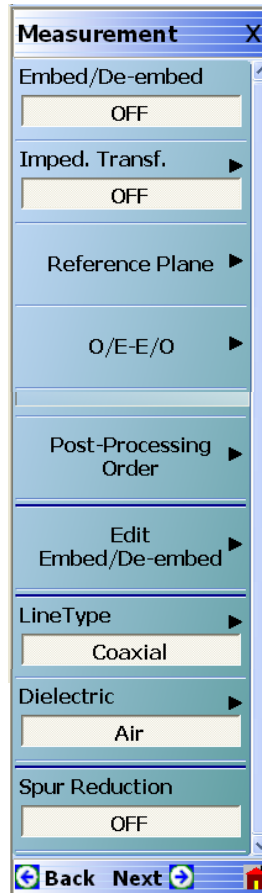 Measurement X
Embed/De-embed
OFF
Imped. Transf.
OFF
Reference Plane
O/E-E/O
Post-Processing
Order
Edit
Embed/De-embed
LineType
Coaxial
Dielectric
Air
Spur Reduction
OFF
Back Next